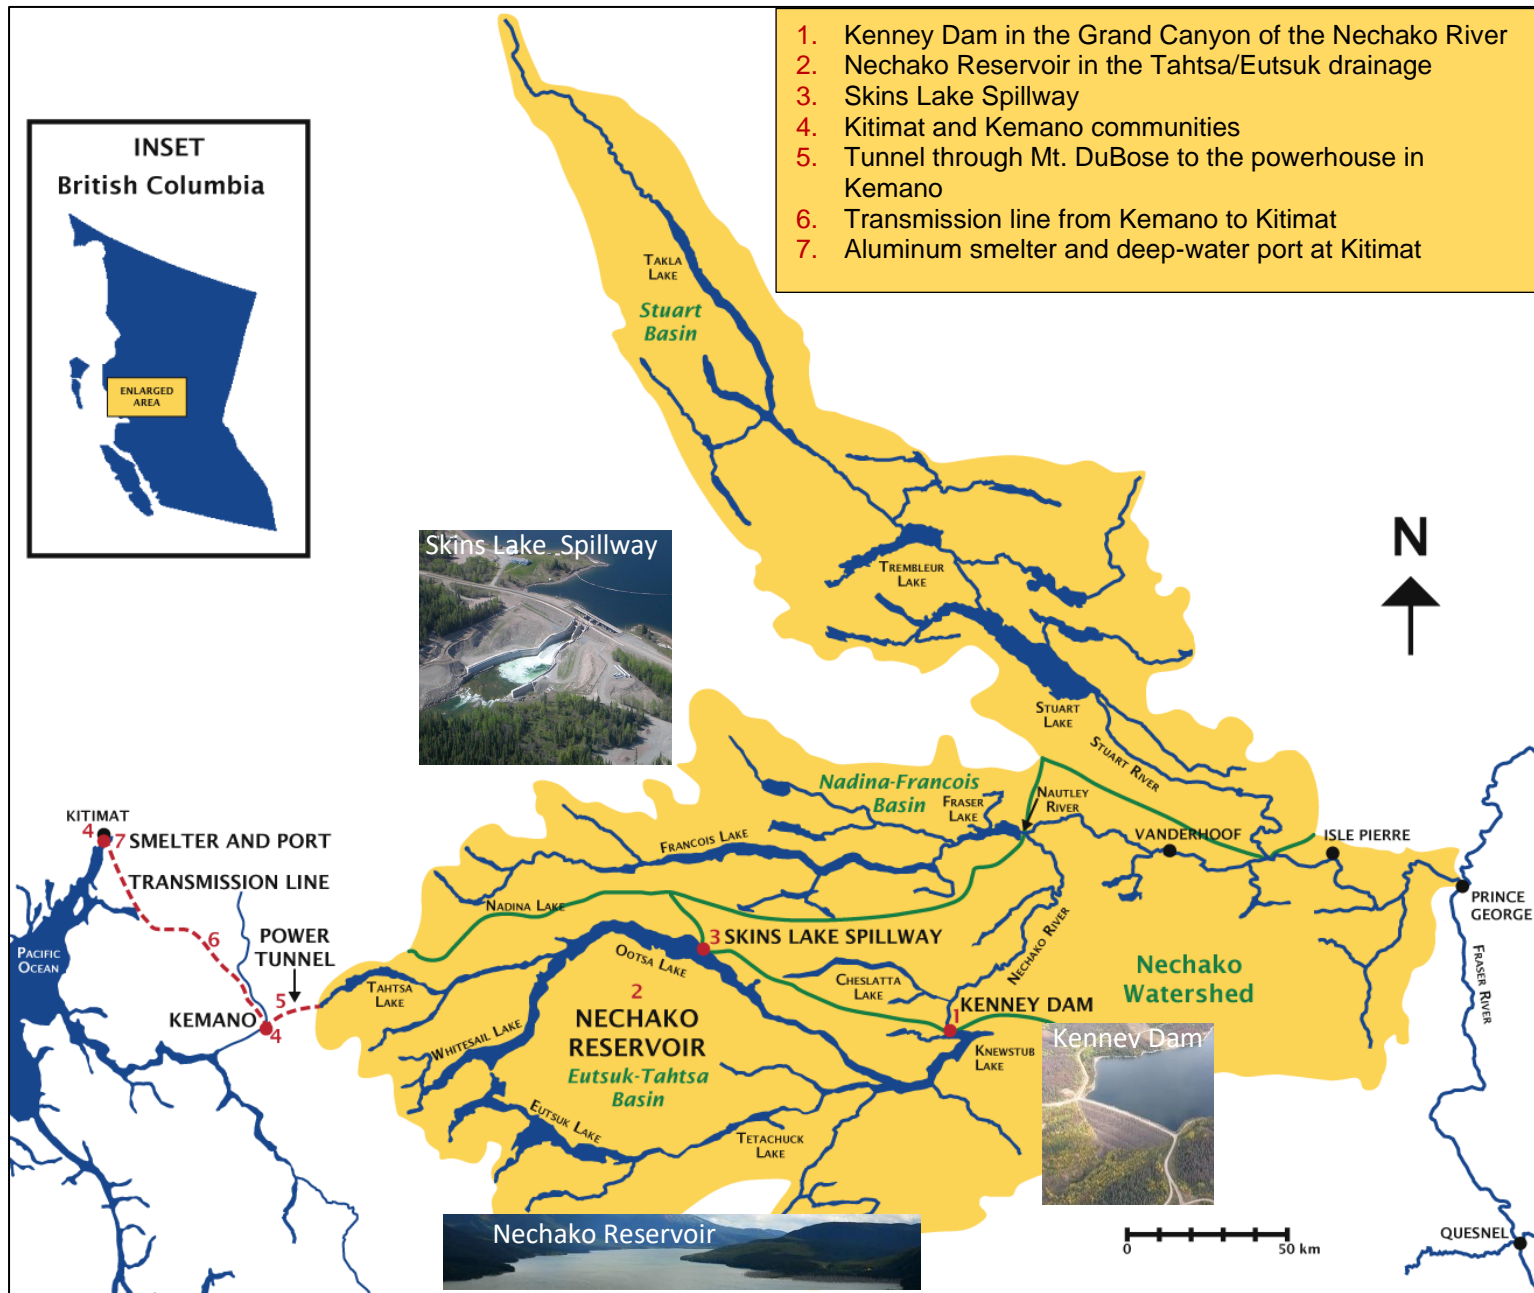 1. Kenney Dam in the Grand Canyon of the Nechako River
2. Nechako Reservoir in the Tahtsa/Eutsuk drainage
3. Skins Lake Spillway
4. Kitimat and Kemano communities
5. Tunnel through Mt. DuBose to the powerhouse in
Kemano
6. Transmission line from Kemano to Kitimat
7. Aluminum smelter and deep-water port at Kitimat
INSET
British Columbia
ENLARGED
AREA
TAKLA
LAKE
Stuart
Basin
Skins Lake Spillway
TREMBLEUR
LAKE
N
STUART
LAKE
STUART RIVER
Nadina-Francois
Basin
FRASER
LAKE
NAUTLEY
RIVER
VANDERHOOF
ISLE PIERRE
PRINCE
GEORGE
FRASER RIVER
KITIMAT
4
7 SMELTER AND PORT
TRANSMISSION LINE
6
POWER
TUNNEL
5
PACIFIC
OCEAN
KEMANO
4
FRANCOIS LAKE
NADINA LAKE
3 SKINS LAKE SPILLWAY
OOTSA LAKE
TAHTSA
LAKE
CHESLATTA
LAKE
NECHAKO RIVER
Nechako
Watershed
2
NECHAKO
RESERVOIR
Eutsuk-Tahtsa
Basin
WHITESAIL LAKE
1
KENNEY DAM
KNEWSTUB
LAKE
Kenney Dam
EUTSUK LAKE
TETACHUCK
LAKE
Nechako Reservoir
0 50 km
QUESNEL